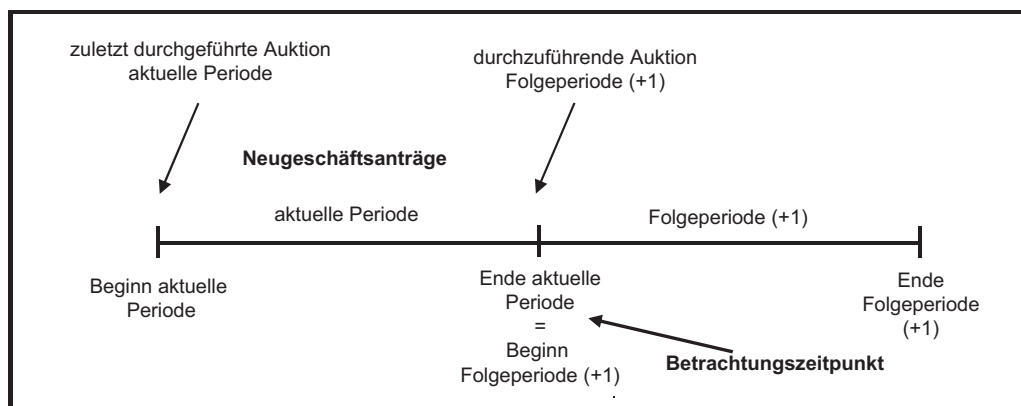 zuletzt durchgeführte Auktion
aktuelle Periode
durchzuführende Auktion
Folgeperiode (+1)
Neugeschäftsanträge
aktuelle Periode
Folgeperiode (+1)
Beginn aktuelle
Periode
Ende aktuelle
Periode
=
Beginn
Folgeperiode (+1)
Ende
Folgeperiode
(+1)
Betrachtungszeitpunkt